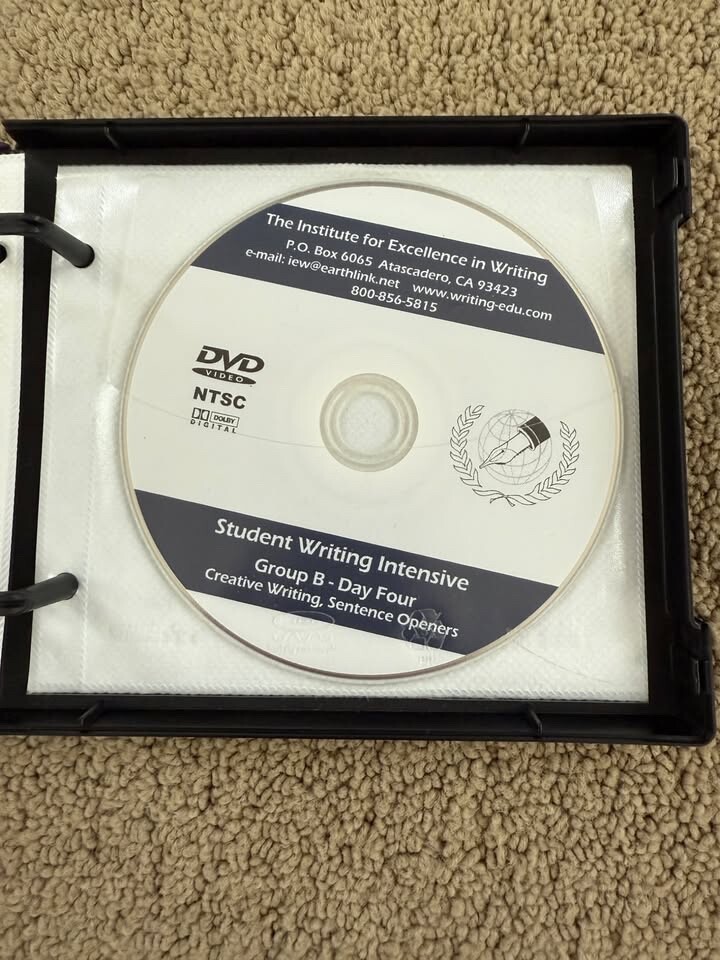 The Institute for Excellence in Writing
P.O. Box 6065 Atascadero, CA 93423
e-mail: iew@earthlink.net www.writing-edu.com
800-856-5815
DVD
VIDEO
NTSC
DOLBY
DIGITAL
Student Writing Intensive
Group B - Day Four
Creative Writing, Sentence Openers